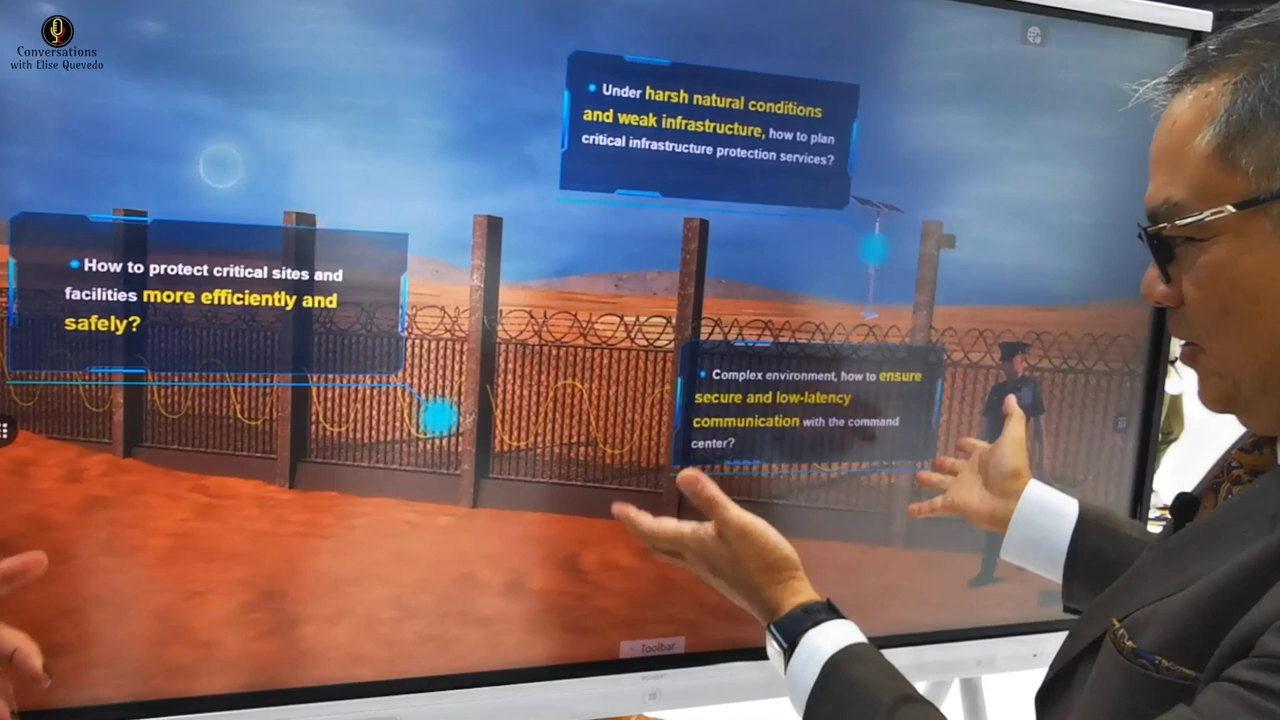 Conversations
with Elise Quevedo
Under harsh natural conditions
and weak infrastructure, how to plan
critical infrastructure protection services?
How to protect critical sites and
facilities more efficiently and
safely?
Complex environment, how to ensure
secure and low-latency
communication with the command
center?
Toolbar